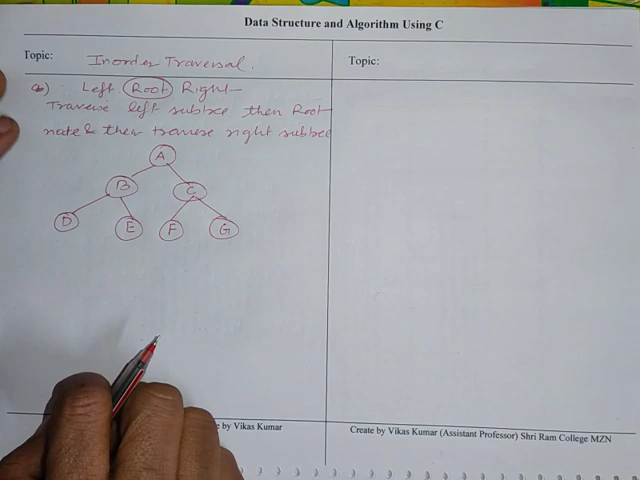 Data Structure and Algorithm Using C
Topic: Inorder Traversal.
Topic:
Left Root Right
Traverse left subtree then Root
node & then traverse right subtree
A
B C
D E F G
e by Vikas Kumar
Create by Vikas Kumar (Assistant Professor) Shri Ram College MZN